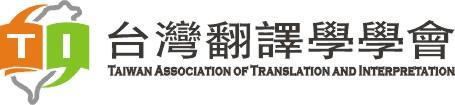 TI
台灣翻譯學學會
TAIWAN ASSOCIATION OF TRANSLATION AND INTERPRETATION